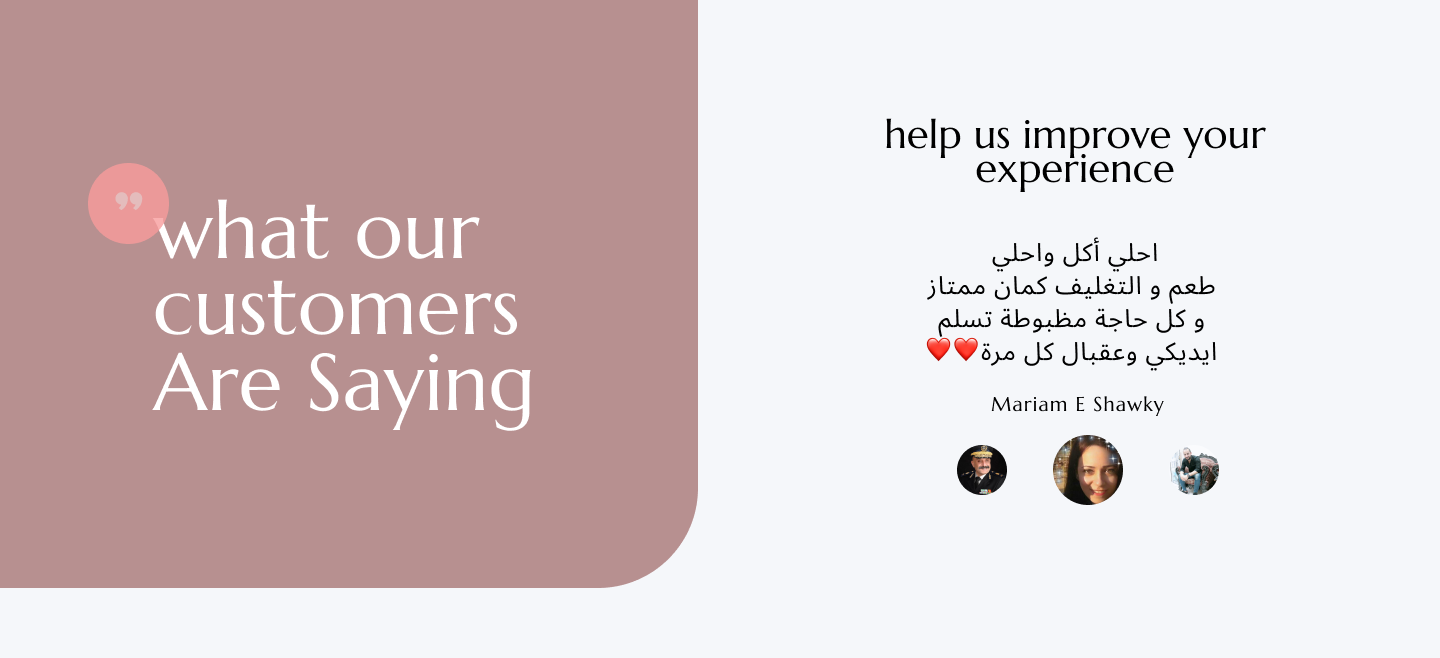 ❞
what our
customers
Are Saying
help us improve your
experience
احلي أكل واحلي
طعم و التغليف كمان ممتاز
و كل حاجة مظبوطة تسلم
ايديكي وعقبال كل مرة❤️❤️
Mariam E Shawky